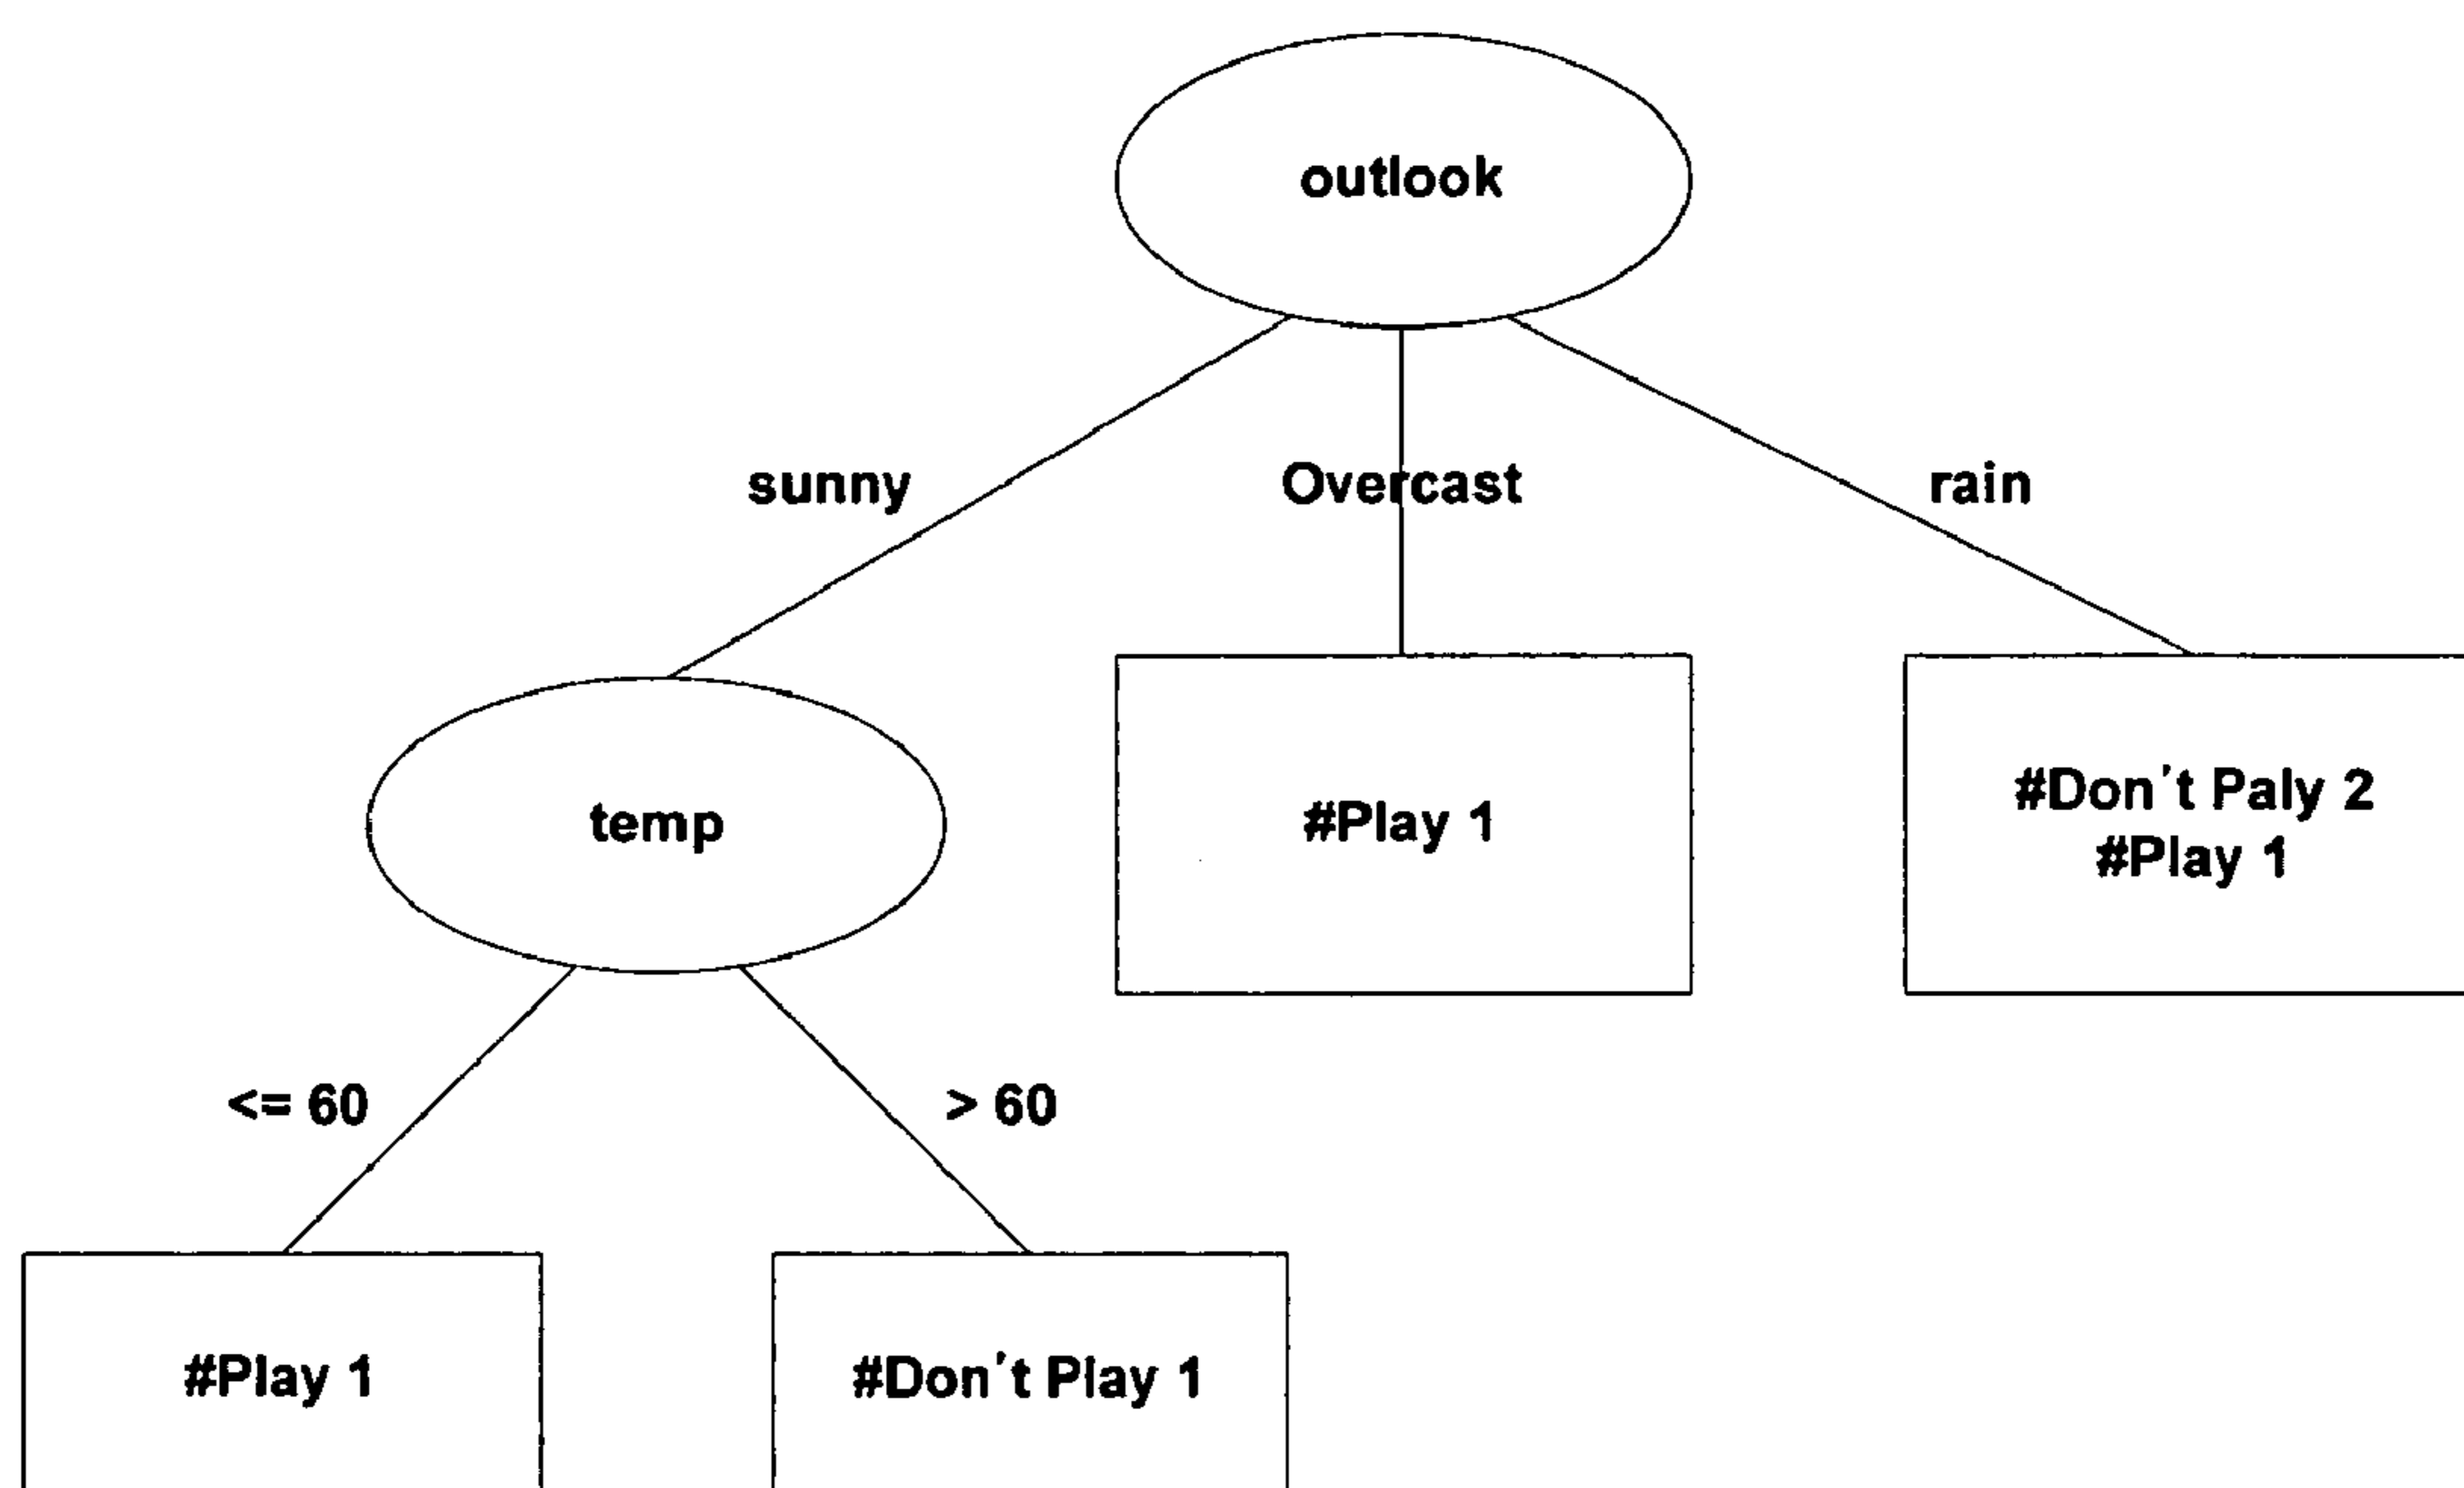 outlook
sunny
Overcast
rain
temp
#Play 1
#Don't Paly 2
#Play 1
<= 60
> 60
#Play 1
#Don't Play 1